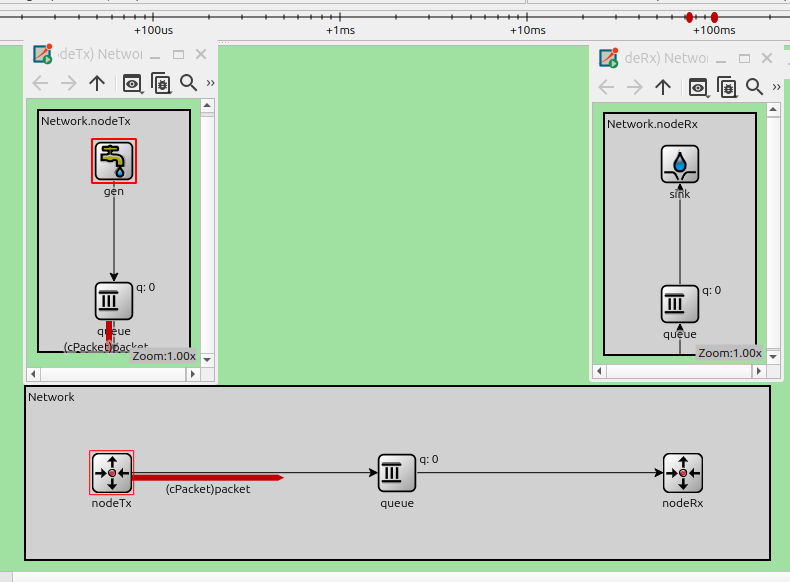 +100us +1ms +10ms +100ms
deTx) Networ
deRx) Netwo
Network.nodeTx
gen
q: 0
queue
(cPacket)packet
Zoom:1.00x
Network.nodeRx
sink
q: 0
queue
Zoom:1.00x
Network
nodeTx
(cPacket)packet
q: 0
queue
nodeRx